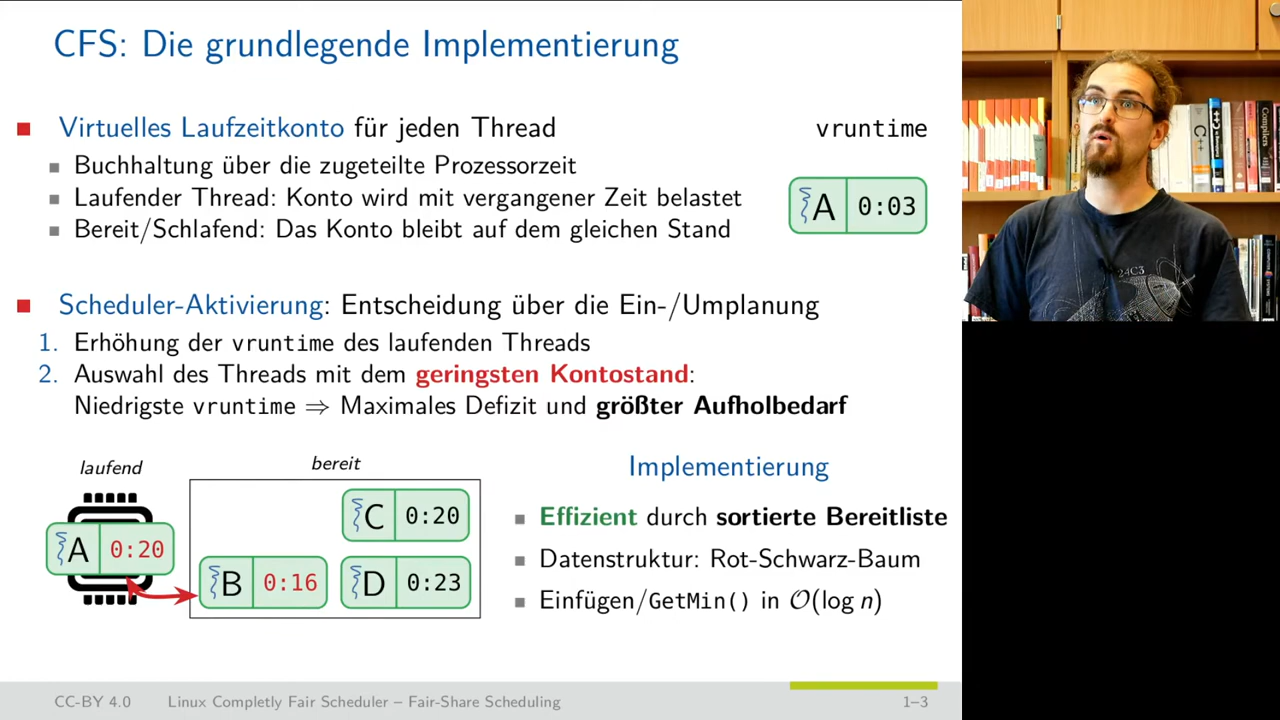 CFS: Die grundlegende Implementierung
Virtuelles Laufzeitkonto für jeden Thread
vruntime
Buchhaltung über die zugeteilte Prozessorzeit
Laufender Thread: Konto wird mit vergangener Zeit belastet
Bereit/Schlafend: Das Konto bleibt auf dem gleichen Stand
A 0:03
Scheduler-Aktivierung: Entscheidung über die Ein-/Umplanung
1. Erhöhung der vruntime des laufenden Threads
2. Auswahl des Threads mit dem geringsten Kontostand:
Niedrigste vruntime ⇒ Maximales Defizit und größter Aufholbedarf
laufend
bereit
A 0:20
C 0:20
B 0:16
D 0:23
Implementierung
Effizient durch sortierte Bereitliste
Datenstruktur: Rot-Schwarz-Baum
Einfügen/GetMin() in O(log n)
CC-BY 4.0 Linux Completly Fair Scheduler – Fair-Share Scheduling 1–3
24C3
C++
Compilers